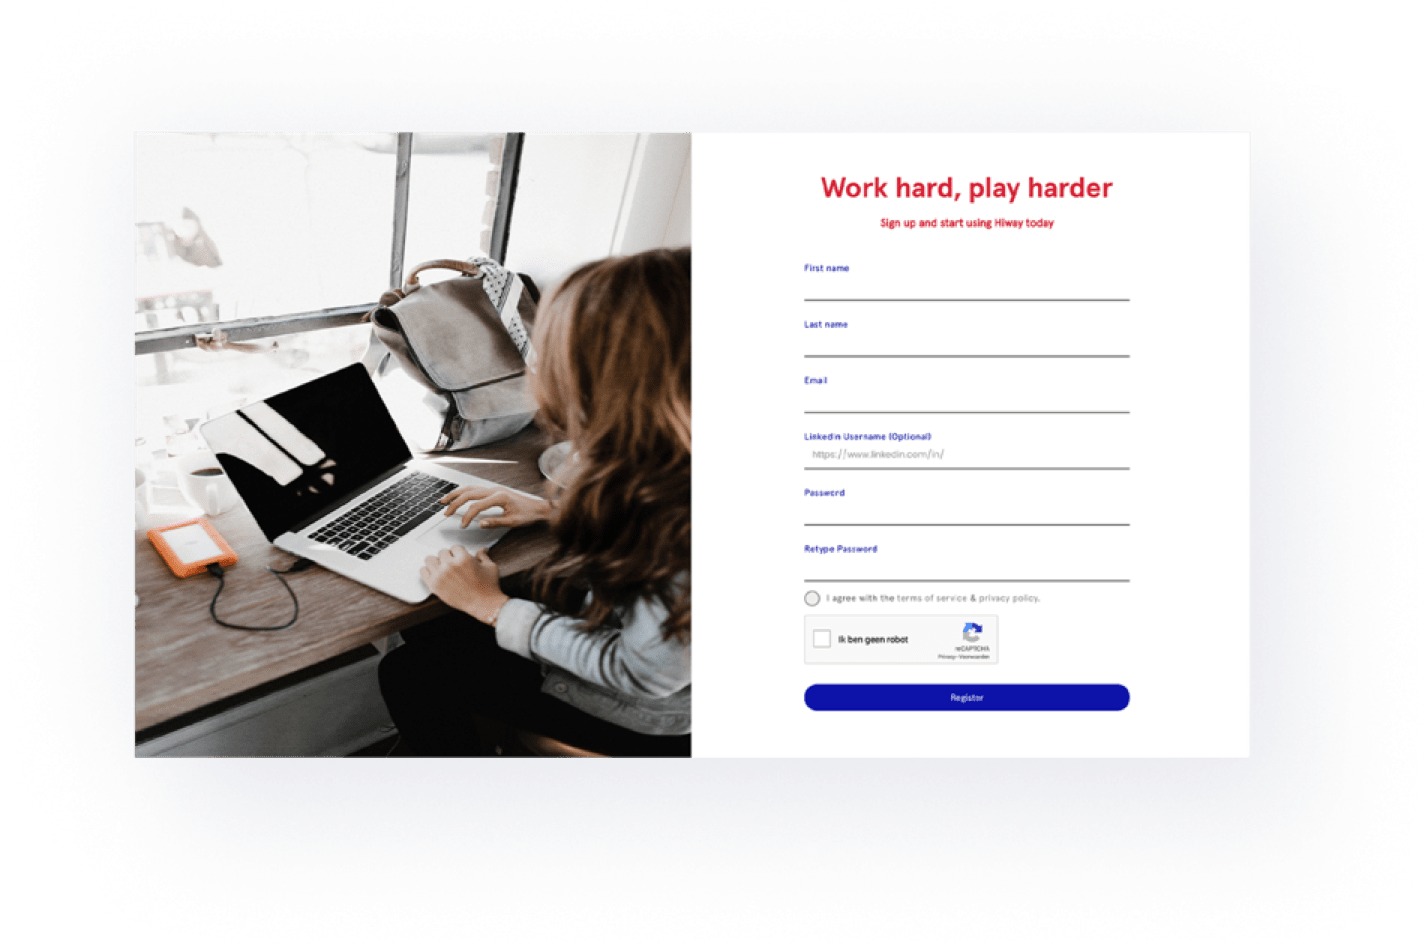 Work hard, play harder
Sign up and start using Hiway today
First name
Last name
Email
Linkedin Username (Optional)
https://www.linkedin.com/in/
Password
Retype Password
I agree with the terms of service & privacy policy.
Ik ben geen robot
reCAPTCHA
Privacy - Voorwaarden
Register